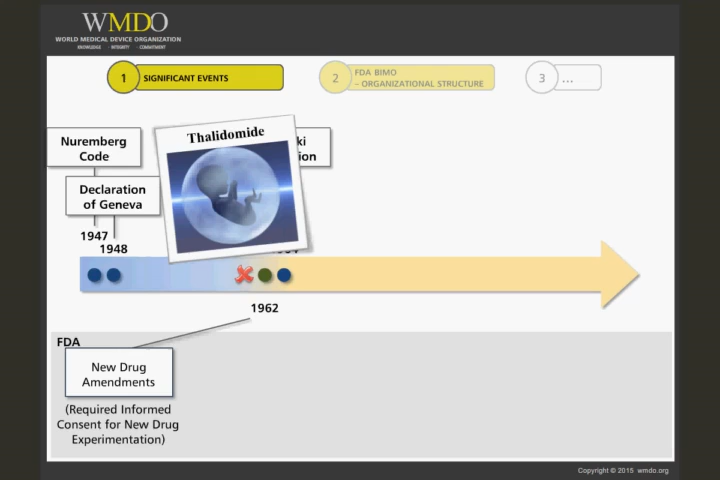 WMDO
WORLD MEDICAL DEVICE ORGANIZATION
KNOWLEDGE - INTEGRITY - COMMITMENT
1 SIGNIFICANT EVENTS
2 FDA BIMO
– ORGANIZATIONAL STRUCTURE
3 ...
Nuremberg
Code
Thalidomide
ki
ion
Declaration
of Geneva
1947
1948
1962
FDA
New Drug
Amendments
(Required Informed
Consent for New Drug
Experimentation)
Copyright © 2015 wmdo.org